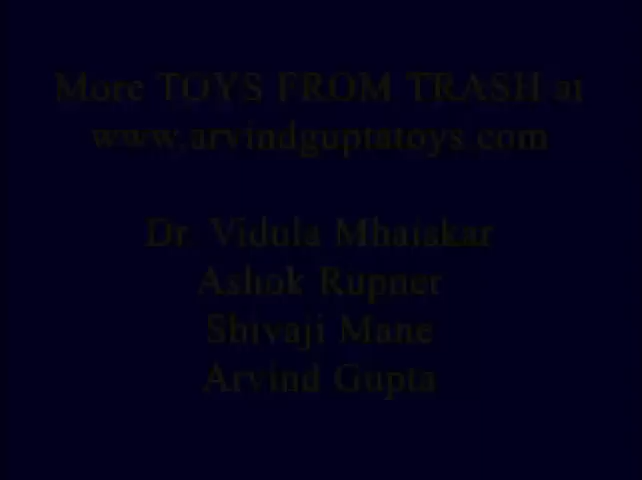 More TOYS FROM TRASH at
www.arvindguptatoys.com
Dr. Vidula Mhaiskar
Ashok Rupner
Shivaji Mane
Arvind Gupta